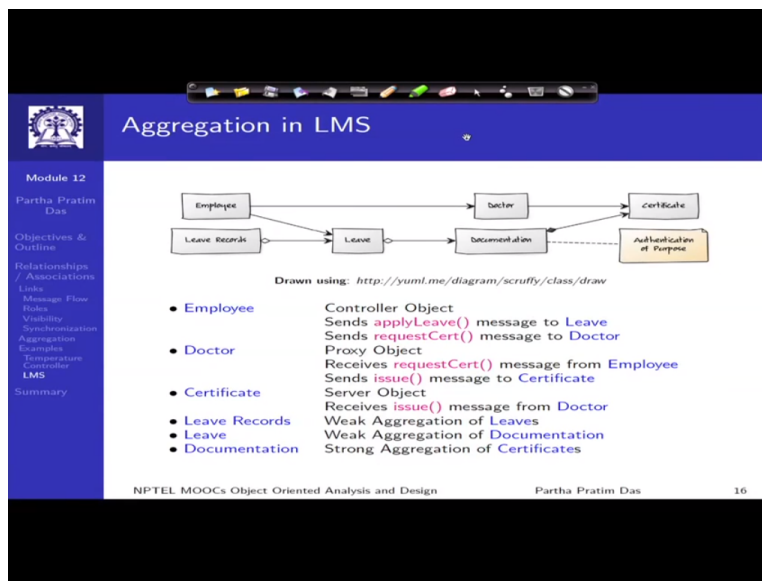 Aggregation in LMS
Module 12
Partha Pratim
Das
Objectives &
Outline
Relationships
/ Associations
Links
Message Flow
Roles
Visibility
Synchronization
Aggregation
Examples
Temperature
Controller
LMS
Summary
Employee
Doctor
Certificate
Leave Records
Leave
Documentation
Authentication
of Purpose
Drawn using: http://yuml.me/diagram/scruffy/class/draw
• Employee Controller Object
Sends applyLeave() message to Leave
Sends requestCert() message to Doctor
• Doctor Proxy Object
Receives requestCert() message from Employee
Sends issue() message to Certificate
• Certificate Server Object
Receives issue() message from Doctor
• Leave Records Weak Aggregation of Leaves
• Leave Weak Aggregation of Documentation
• Documentation Strong Aggregation of Certificates
NPTEL MOOCs Object Oriented Analysis and Design Partha Pratim Das 16